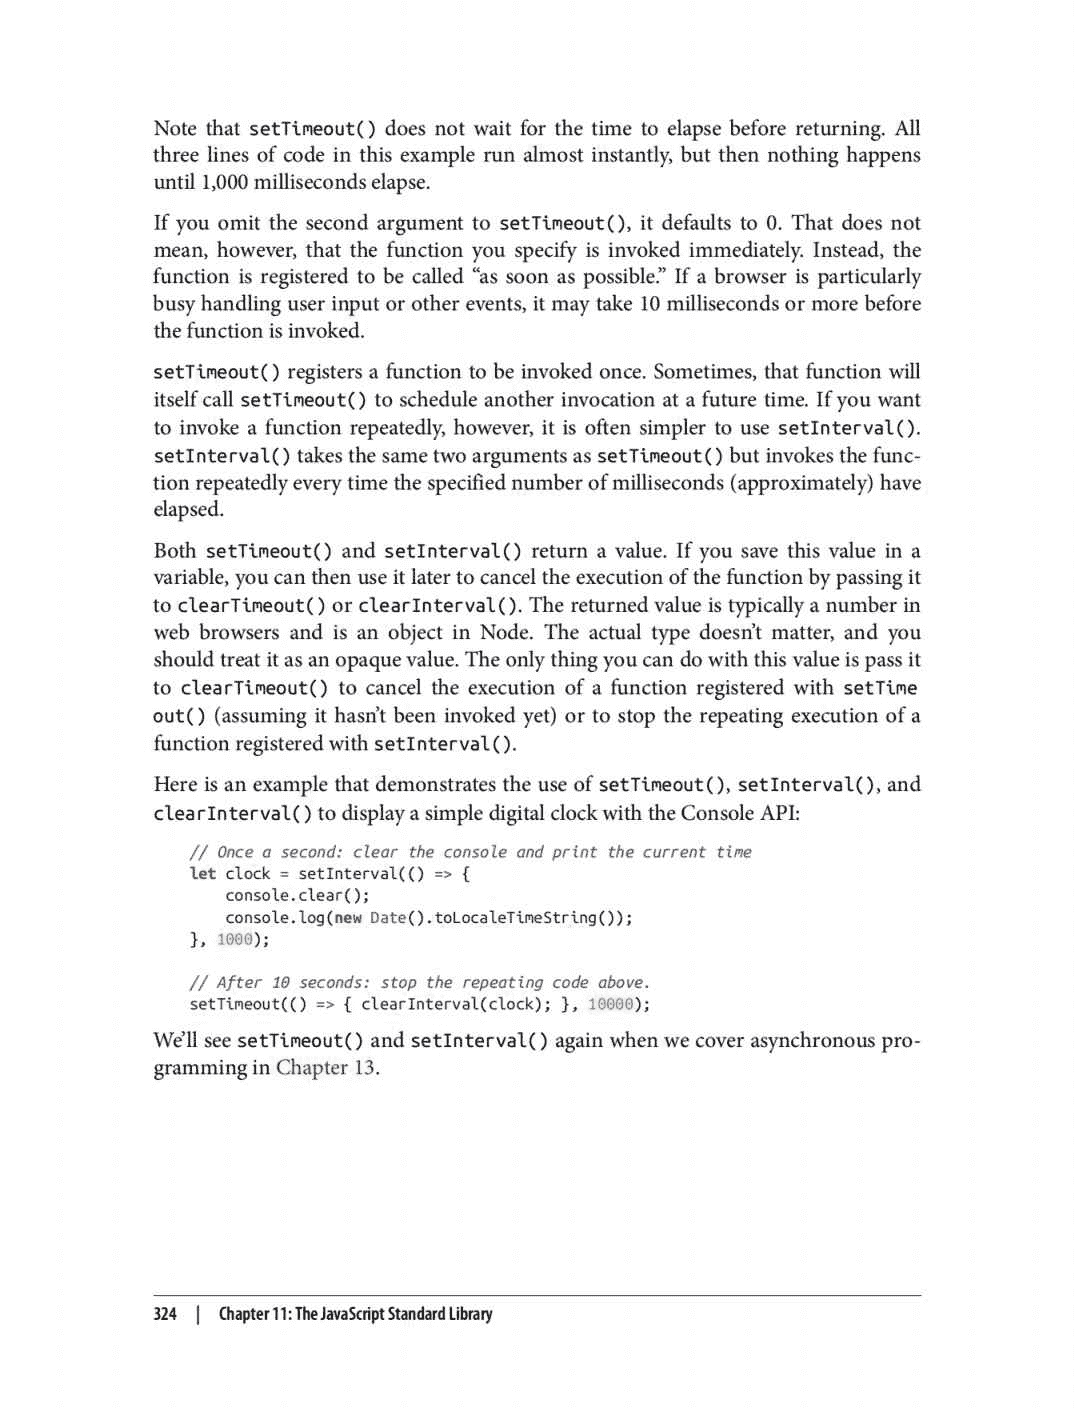 Note that setTimeout() does not wait for the time to elapse before returning. All
three lines of code in this example run almost instantly, but then nothing happens
until 1,000 milliseconds elapse.
If you omit the second argument to setTimeout(), it defaults to 0. That does not
mean, however, that the function you specify is invoked immediately. Instead, the
function is registered to be called “as soon as possible.” If a browser is particularly
busy handling user input or other events, it may take 10 milliseconds or more before
the function is invoked.
setTimeout() registers a function to be invoked once. Sometimes, that function will
itself call setTimeout() to schedule another invocation at a future time. If you want
to invoke a function repeatedly, however, it is often simpler to use setInterval().
setInterval() takes the same two arguments as setTimeout() but invokes the func-
tion repeatedly every time the specified number of milliseconds (approximately) have
elapsed.
Both setTimeout() and setInterval() return a value. If you save this value in a
variable, you can then use it later to cancel the execution of the function by passing it
to clearTimeout() or clearInterval(). The returned value is typically a number in
web browsers and is an object in Node. The actual type doesn’t matter, and you
should treat it as an opaque value. The only thing you can do with this value is pass it
to clearTimeout() to cancel the execution of a function registered with setTime
out() (assuming it hasn’t been invoked yet) or to stop the repeating execution of a
function registered with setInterval().
Here is an example that demonstrates the use of setTimeout(), setInterval(), and
clearInterval() to display a simple digital clock with the Console API:
// Once a second: clear the console and print the current time
let clock = setInterval(() => {
    console.clear();
    console.log(new Date().toLocaleTimeString());
}, 1000);
// After 10 seconds: stop the repeating code above.
setTimeout(() => { clearInterval(clock); }, 10000);
We’ll see setTimeout() and setInterval() again when we cover asynchronous pro-
gramming in Chapter 13.
324 | Chapter 11: The JavaScript Standard Library